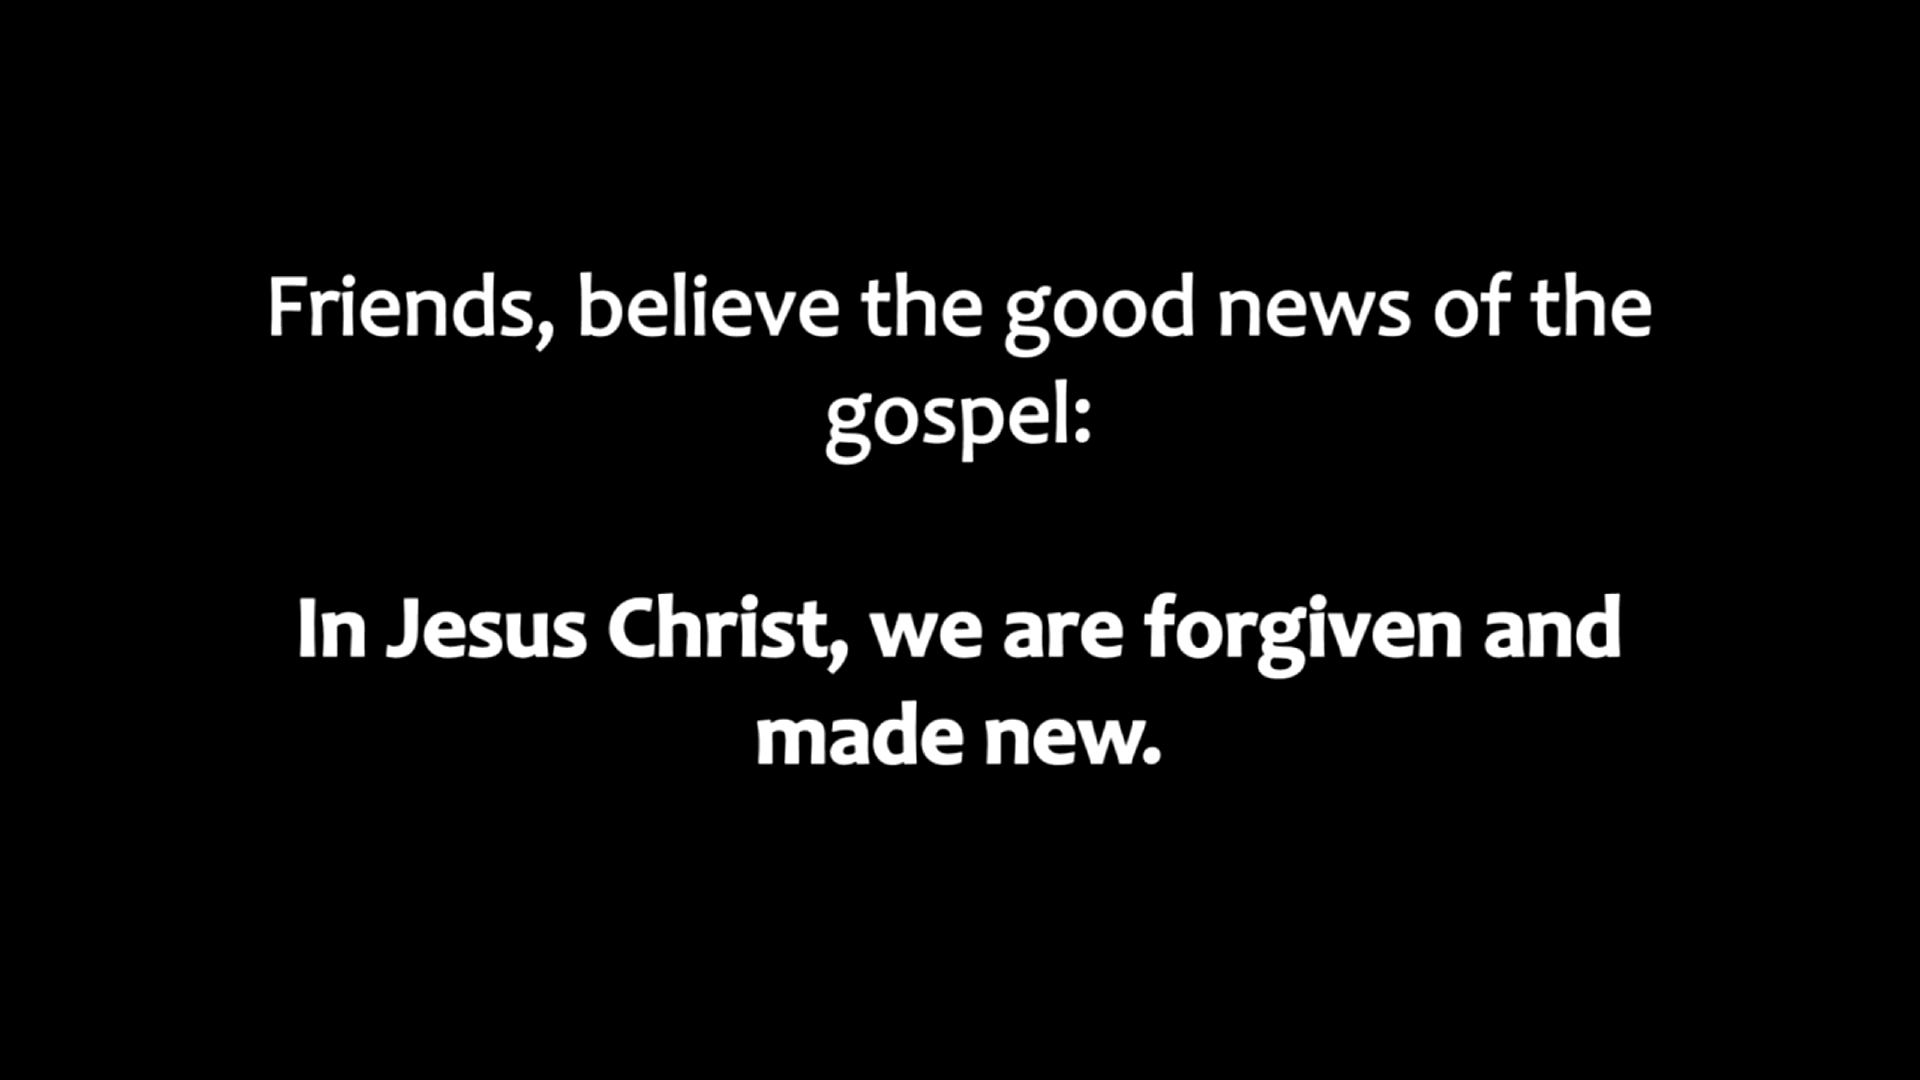 Friends, believe the good news of the
gospel:
In Jesus Christ, we are forgiven and
made new.